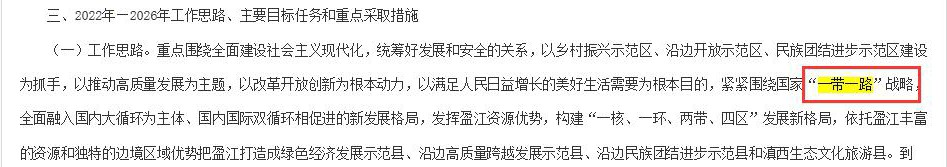 三、2022年—2026年工作思路、主要目标任务和重点采取措施
（一）工作思路。重点围绕全面建设社会主义现代化，统筹好发展和安全的关系，以乡村振兴示范区、沿边开放示范区、民族团结进步示范区建设
为抓手，以推动高质量发展为主题，以改革开放创新为根本动力，以满足人民日益增长的美好生活需要为根本目的，紧紧围绕国家“一带一路”战略，
全面融入国内大循环为主体、国内国际双循环相促进的新发展格局，发挥盈江资源优势，构建“一核、一环、两带、四区”发展新格局，依托盈江丰富
的资源和独特的边境区域优势把盈江打造成绿色经济发展示范县、沿边高质量跨越发展示范县、沿边民族团结进步示范县和滇西生态文化旅游县。到